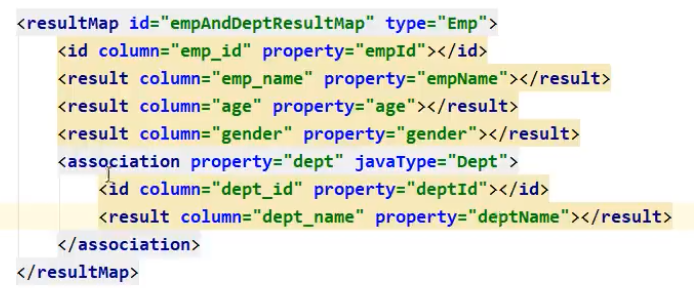 <resultMap id="empAndDeptResultMap" type="Emp">
<id column="emp_id" property="empId"></id>
<result column="emp_name" property="empName"></result>
<result column="age" property="age"></result>
<result column="gender" property="gender"></result>
<association property="dept" javaType="Dept">
<id column="dept_id" property="deptId"></id>
<result column="dept_name" property="deptName"></result>
</association>
</resultMap>